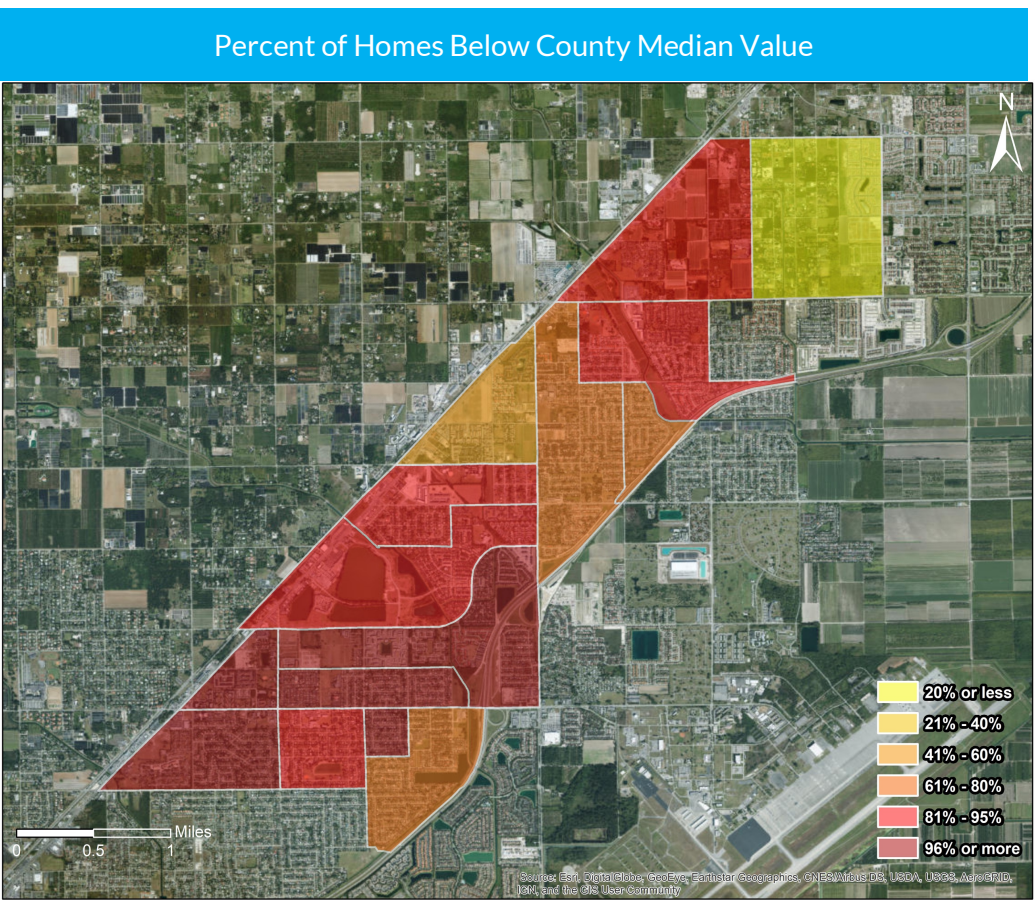 Percent of Homes Below County Median Value
N
20% or less
21% - 40%
41% - 60%
61% - 80%
81% - 95%
96% or more
Miles
0 0.5 1
Source: Esri, DigitalGlobe, GeoEye, Earthstar Geographics, CNES/Airbus DS, USDA, USGS, AeroGRID,
IGN, and the GIS User Community